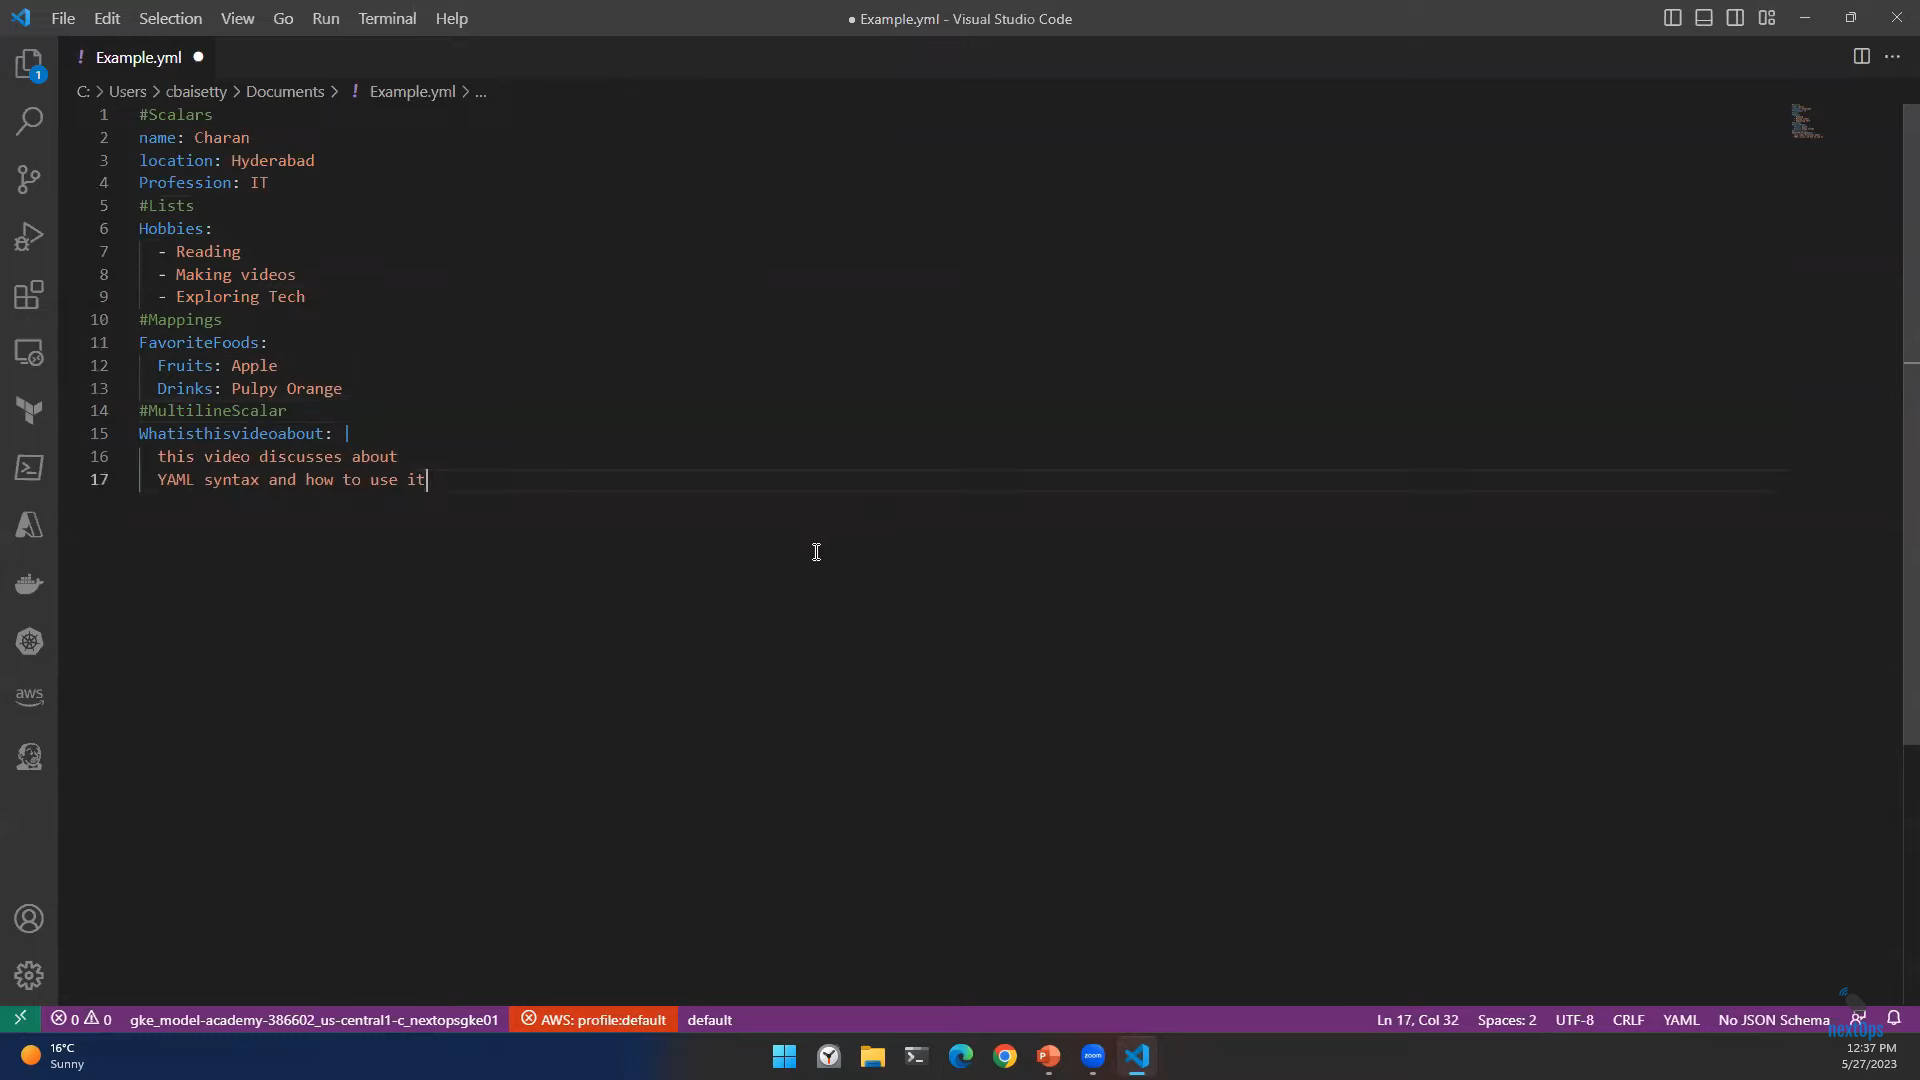 File Edit Selection View Go Run Terminal Help
● Example.yml - Visual Studio Code
! Example.yml ●
C: > Users > cbaisetty > Documents > ! Example.yml > ...
1 #Scalars
2 name: Charan
3 location: Hyderabad
4 Profession: IT
5 #Lists
6 Hobbies:
7   - Reading
8   - Making videos
9   - Exploring Tech
10 #Mappings
11 FavoriteFoods:
12   Fruits: Apple
13   Drinks: Pulpy Orange
14 #MultilineScalar
15 Whatisthisvideoabout: |
16   this video discusses about
17   YAML syntax and how to use it
1
aws
0 0 gke_model-academy-386602_us-central1-c_nextopsgke01 AWS: profile:default default Ln 17, Col 32 Spaces: 2 UTF-8 CRLF YAML No JSON Schema
nextOps
16°C
Sunny
zoom
12:37 PM
5/27/2023